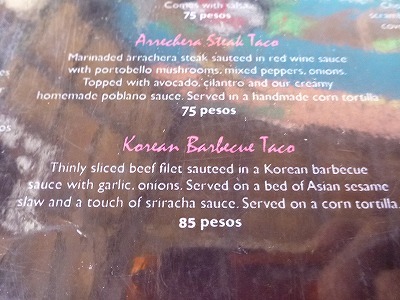 Comes with salsa
75 pesos
Arrechera Steak Taco
Marinaded arrachera steak sauteed in red wine sauce
with portobello mushrooms, mixed peppers, onions.
Topped with avocado, cilantro and our creamy
homemade poblano sauce. Served in a handmade corn tortilla
75 pesos
Korean Barbecue Taco
Thinly sliced beef filet sauteed in a Korean barbecue
sauce with garlic, onions. Served on a bed of Asian sesame
slaw and a touch of sriracha sauce. Served on a corn tortilla.
85 pesos